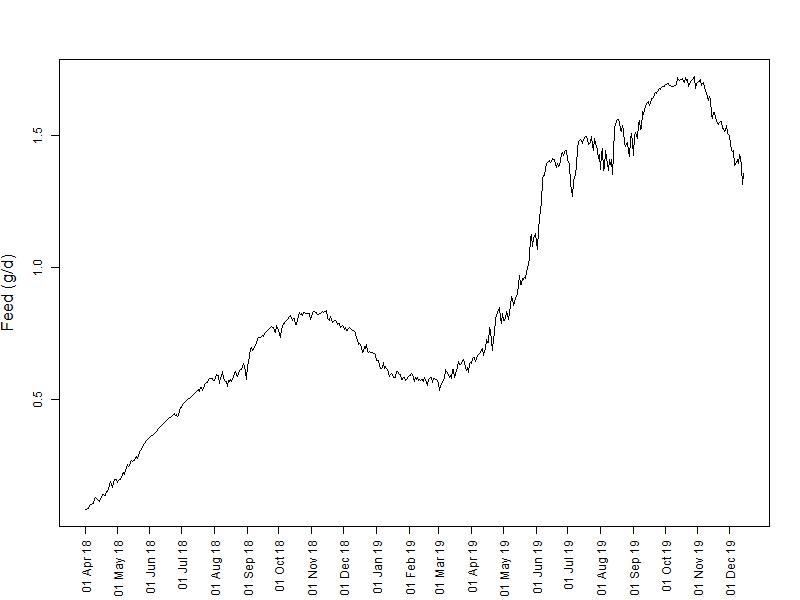 Feed (g/d)
1.5
1.0
0.5
01 Apr 18
01 May 18
01 Jun 18
01 Jul 18
01 Aug 18
01 Sep 18
01 Oct 18
01 Nov 18
01 Dec 18
01 Jan 19
01 Feb 19
01 Mar 19
01 Apr 19
01 May 19
01 Jun 19
01 Jul 19
01 Aug 19
01 Sep 19
01 Oct 19
01 Nov 19
01 Dec 19